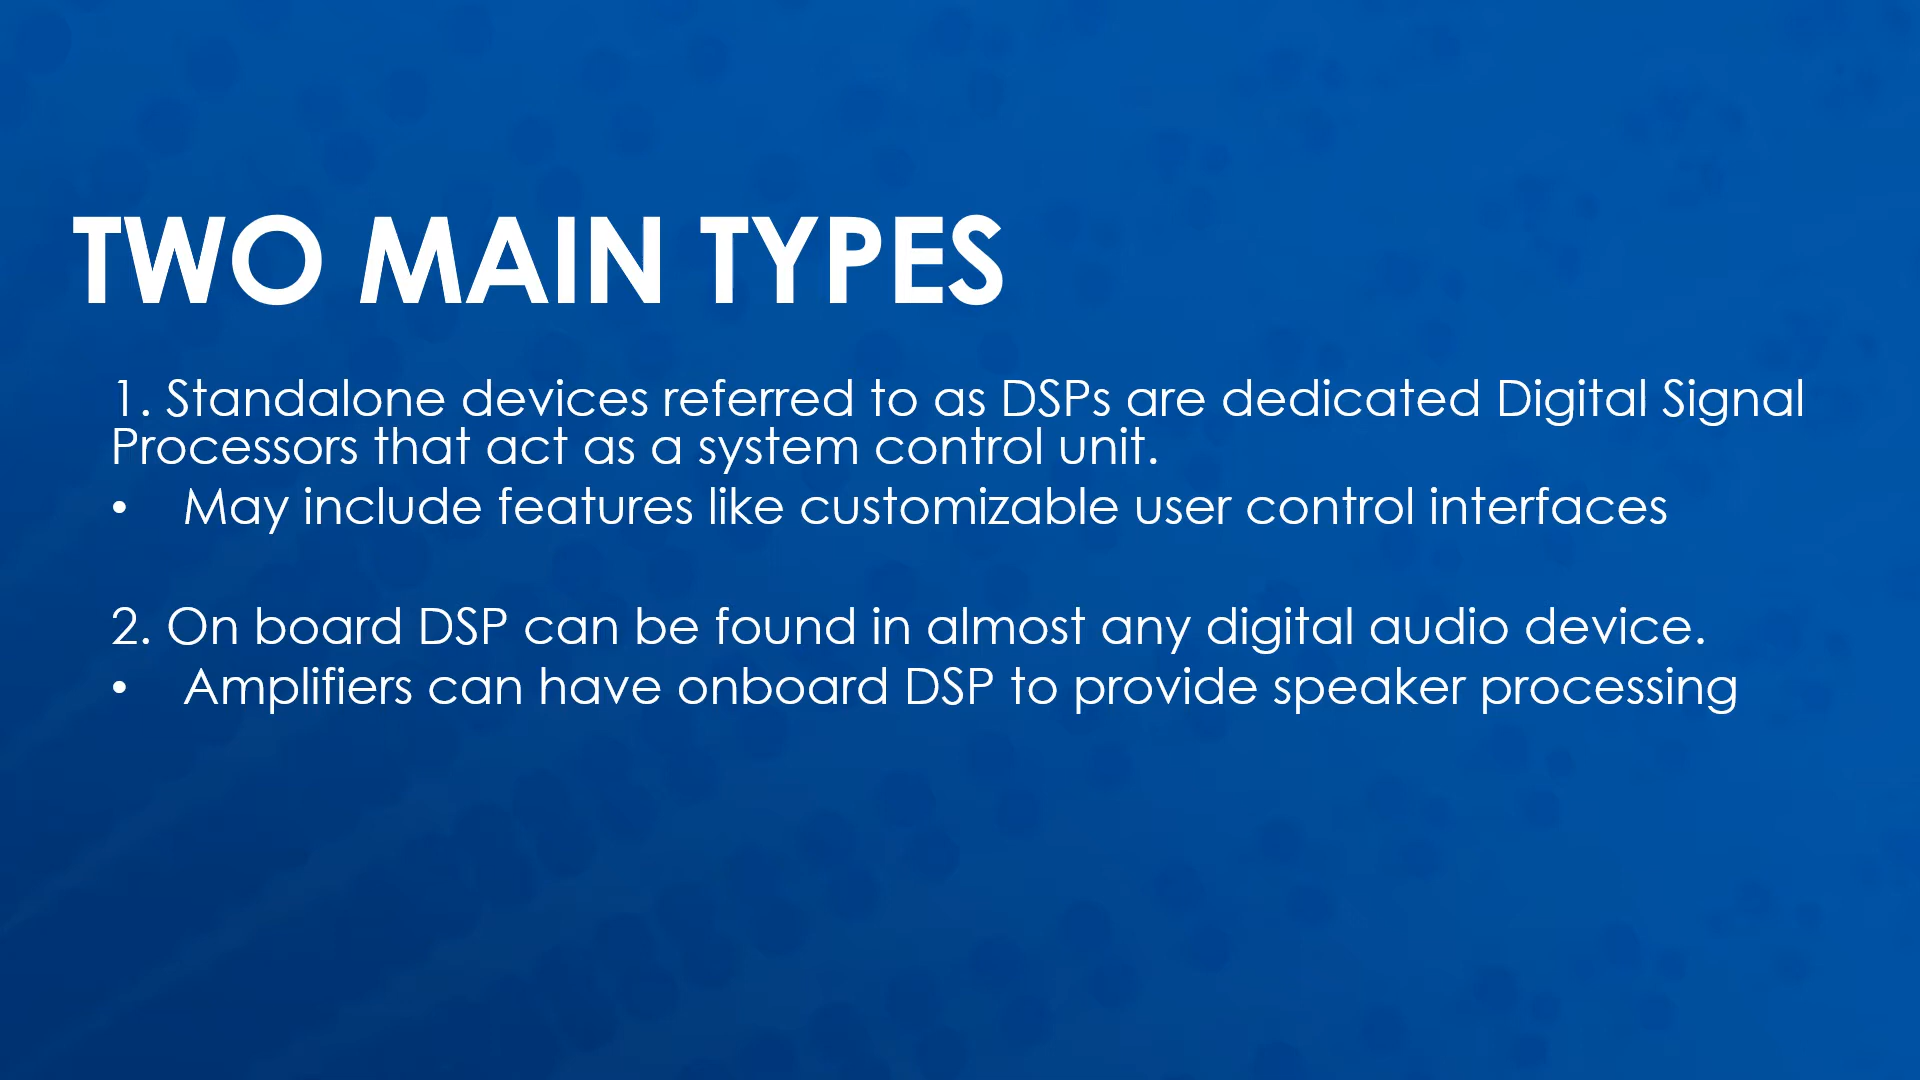 TWO MAIN TYPES
1. Standalone devices referred to as DSPs are dedicated Digital Signal
Processors that act as a system control unit.
• May include features like customizable user control interfaces
2. On board DSP can be found in almost any digital audio device.
• Amplifiers can have onboard DSP to provide speaker processing